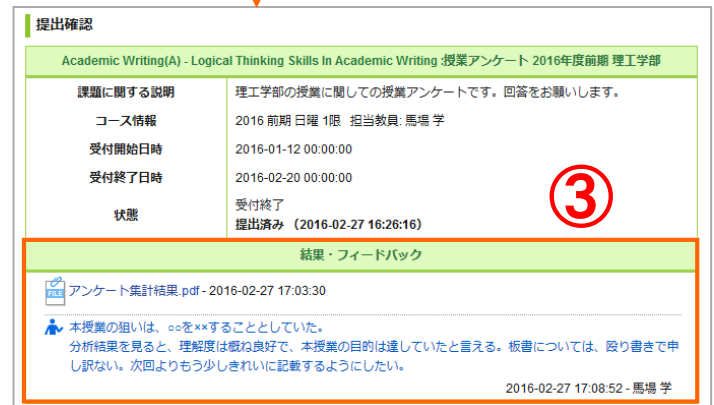 提出確認
Academic Writing(A) - Logical Thinking Skills In Academic Writing :授業アンケート 2016年度前期 理工学部
課題に関する説明 理工学部の授業に関しての授業アンケートです。回答をお願いします。
コース情報 2016 前期 日曜 1限 担当教員: 馬場 学
受付開始日時 2016-01-12 00:00:00
受付終了日時 2016-02-20 00:00:00
状態 受付終了
提出済み (2016-02-27 16:26:16)
③
結果・フィードバック
FILE アンケート集計結果.pdf - 2016-02-27 17:03:30
本授業の狙いは、○○を××することとしていた。
分析結果を見ると、理解度は概ね良好で、本授業の目的は達していたと言える。板書については、殴り書きで申
し訳ない。次回よりもう少しきれいに記載するようにしたい。
2016-02-27 17:08:52 - 馬場 学